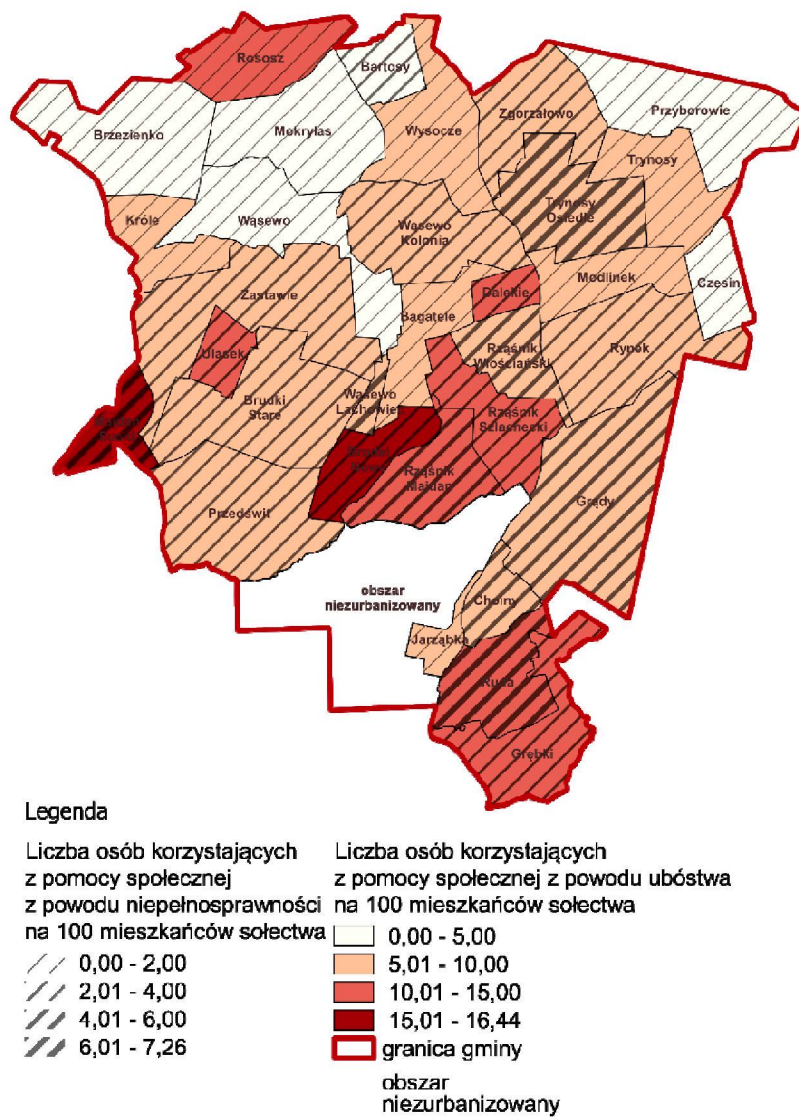 Rososz
Bartosy
Brzezienko
Mokrylas
Wysocze
Zgorzałowo
Przyborowie
Trynosy
Trynosy
Osiedle
Króle
Wąsewo
Wąsewo
Kolonia
Zastawie
Dalekie
Modlinek
Czesin
Bagatele
Ulasek
Rząśnik
Włościański
Rypek
Brudki
Stare
Wąsewo
Lachowiec
Rząśnik
Szlachecki
Rząśnik
Majdan
Przedświt
Grądy
obszar
niezurbanizowany
Choiny
Jarząbka
Ruda
Grębki
Legenda
Liczba osób korzystających
z pomocy społecznej
z powodu niepełnosprawności
na 100 mieszkańców sołectwa
0,00 - 2,00
2,01 - 4,00
4,01 - 6,00
6,01 - 7,26
Liczba osób korzystających
z pomocy społecznej z powodu ubóstwa
na 100 mieszkańców sołectwa
0,00 - 5,00
5,01 - 10,00
10,01 - 15,00
15,01 - 16,44
granica gminy
obszar
niezurbanizowany